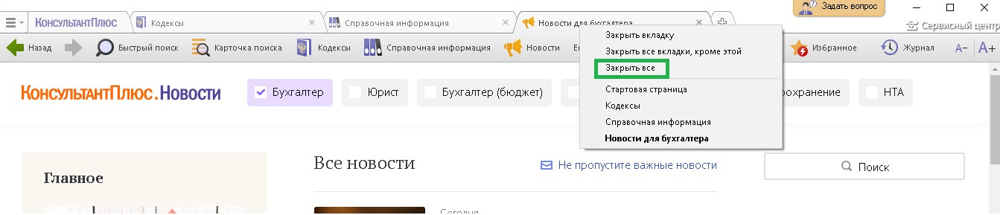 Задать вопрос
КонсультантПлюс
Кодексы
Справочная информация
Новости для бухгалтера
Сервисный центр
Назад
Быстрый поиск
Карточка поиска
Кодексы
Справочная информация
Новости
Избранное
Журнал
А−
А+
Закрыть вкладку
Закрыть все вкладки, кроме этой
Закрыть все
Стартовая страница
Кодексы
Справочная информация
Новости для бухгалтера
КонсультантПлюс.Новости
Бухгалтер
Юрист
Бухгалтер (бюджет)
НТА
Главное
Все новости
Не пропустите важные новости
Поиск
Сегодня